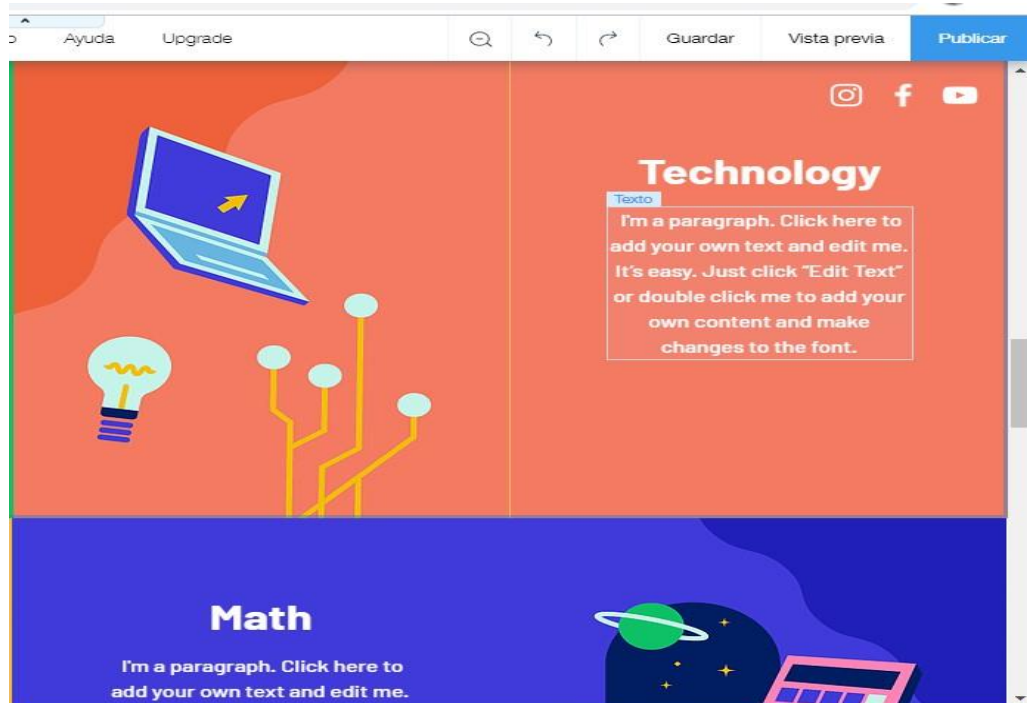 Ayuda Upgrade Guardar Vista previa Publicar
Technology
Texto
I'm a paragraph. Click here to
add your own text and edit me.
It's easy. Just click "Edit Text"
or double click me to add your
own content and make
changes to the font.
Math
I'm a paragraph. Click here to
add your own text and edit me.